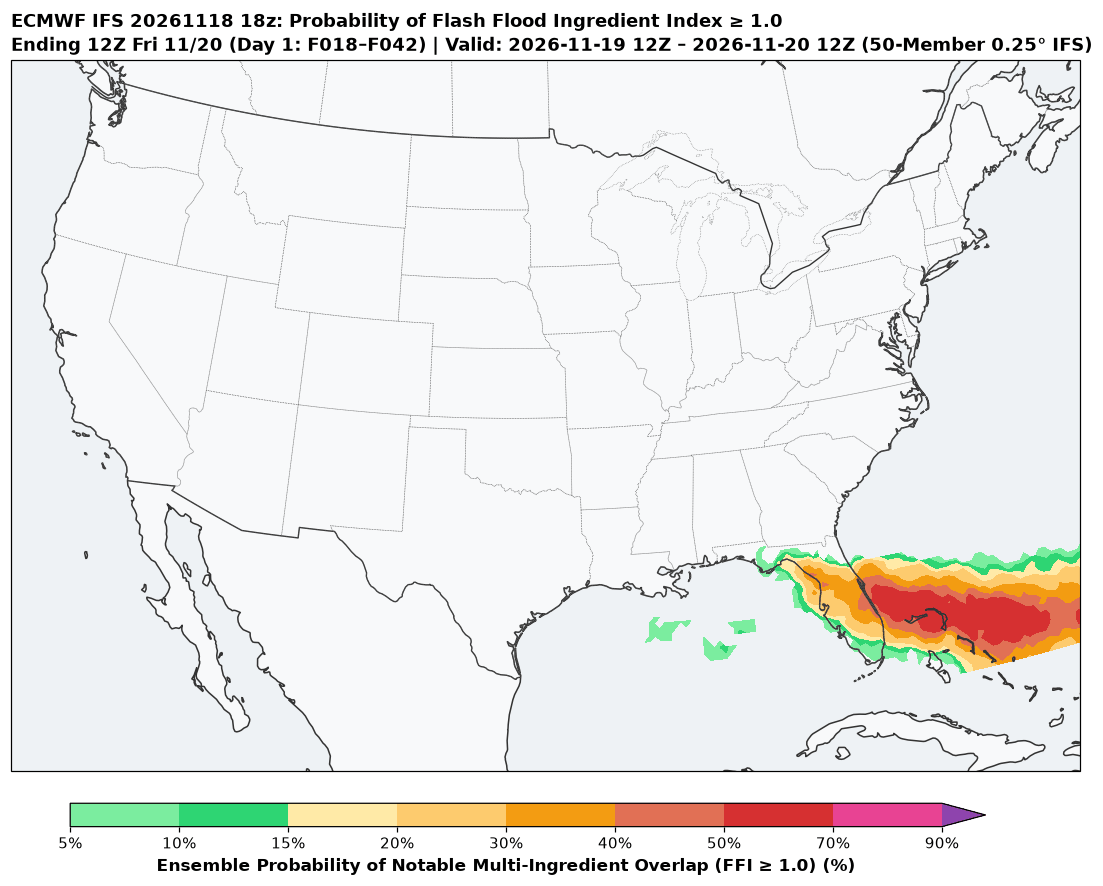 ECMWF IFS 20261118 18z: Probability of Flash Flood Ingredient Index ≥ 1.0
Ending 12Z Fri 11/20 (Day 1: F018–F042) | Valid: 2026-11-19 12Z – 2026-11-20 12Z (50-Member 0.25° IFS)
5% 10% 15% 20% 30% 40% 50% 70% 90%
Ensemble Probability of Notable Multi-Ingredient Overlap (FFI ≥ 1.0) (%)